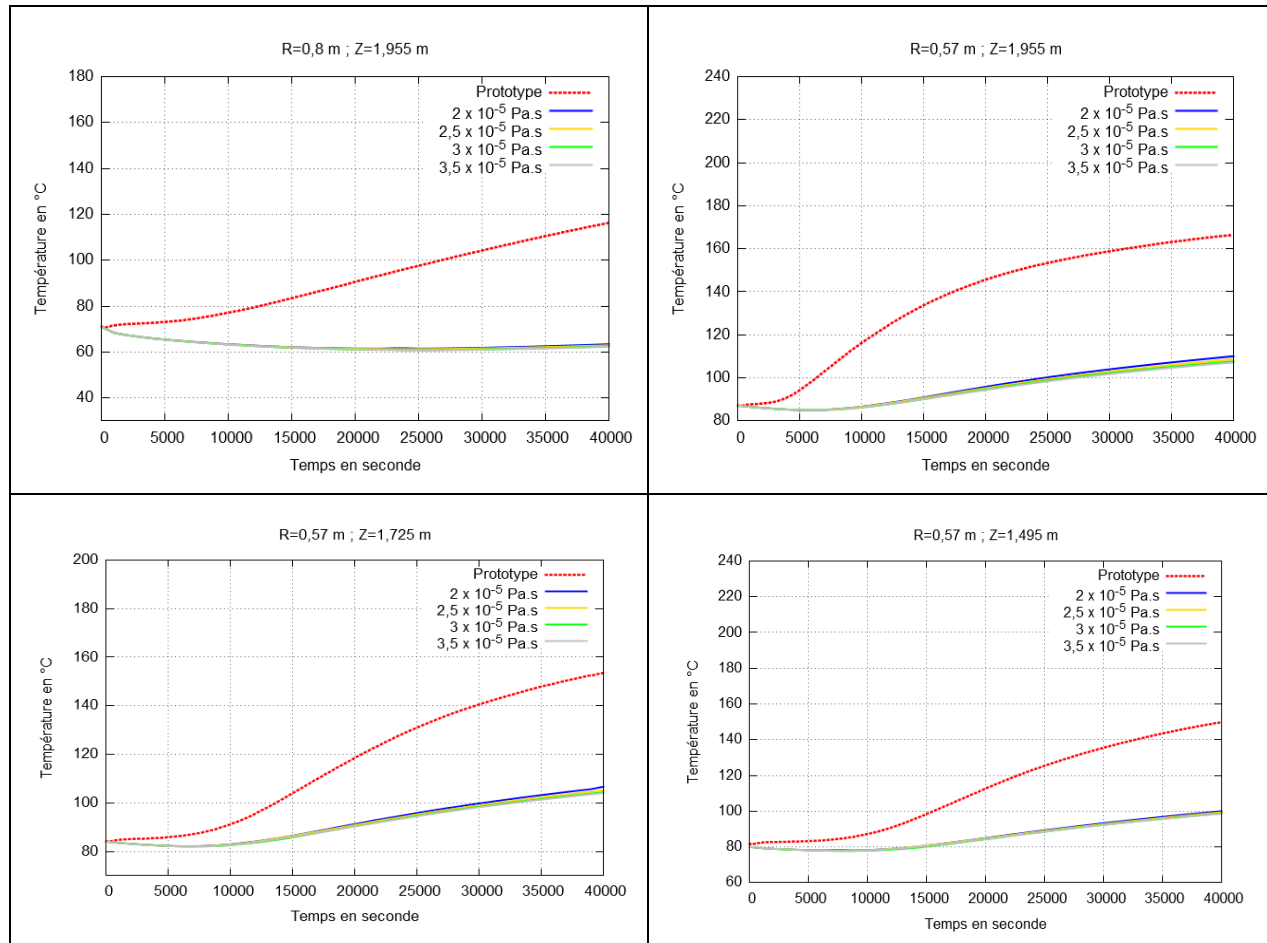 R=0,8 m ; Z=1,955 m
180
160
140
120
100
80
60
40
Température en °C
Prototype
2 x 10⁻⁵ Pa.s
2,5 x 10⁻⁵ Pa.s
3 x 10⁻⁵ Pa.s
3,5 x 10⁻⁵ Pa.s
0 5000 10000 15000 20000 25000 30000 35000 40000
Temps en seconde
R=0,57 m ; Z=1,955 m
240
220
200
180
160
140
120
100
80
Température en °C
Prototype
2 x 10⁻⁵ Pa.s
2,5 x 10⁻⁵ Pa.s
3 x 10⁻⁵ Pa.s
3,5 x 10⁻⁵ Pa.s
0 5000 10000 15000 20000 25000 30000 35000 40000
Temps en seconde
R=0,57 m ; Z=1,725 m
200
180
160
140
120
100
80
Température en °C
Prototype
2 x 10⁻⁵ Pa.s
2,5 x 10⁻⁵ Pa.s
3 x 10⁻⁵ Pa.s
3,5 x 10⁻⁵ Pa.s
0 5000 10000 15000 20000 25000 30000 35000 40000
Temps en seconde
R=0,57 m ; Z=1,495 m
240
220
200
180
160
140
120
100
80
60
Température en °C
Prototype
2 x 10⁻⁵ Pa.s
2,5 x 10⁻⁵ Pa.s
3 x 10⁻⁵ Pa.s
3,5 x 10⁻⁵ Pa.s
0 5000 10000 15000 20000 25000 30000 35000 40000
Temps en seconde